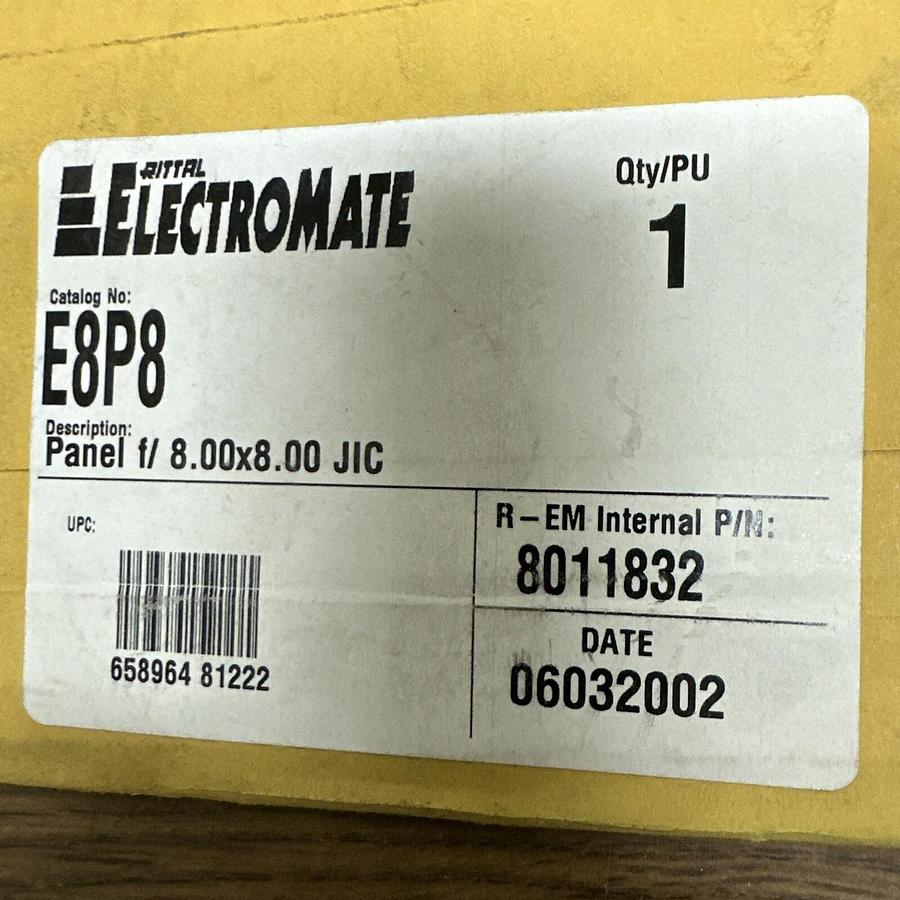 RITTAL
ELECTROMATE
Qty/PU
1
Catalog No:
E8P8
Description:
Panel f/ 8.00x8.00 JIC
UPC:
658964 81222
R-EM Internal P/N:
8011832
DATE
06032002